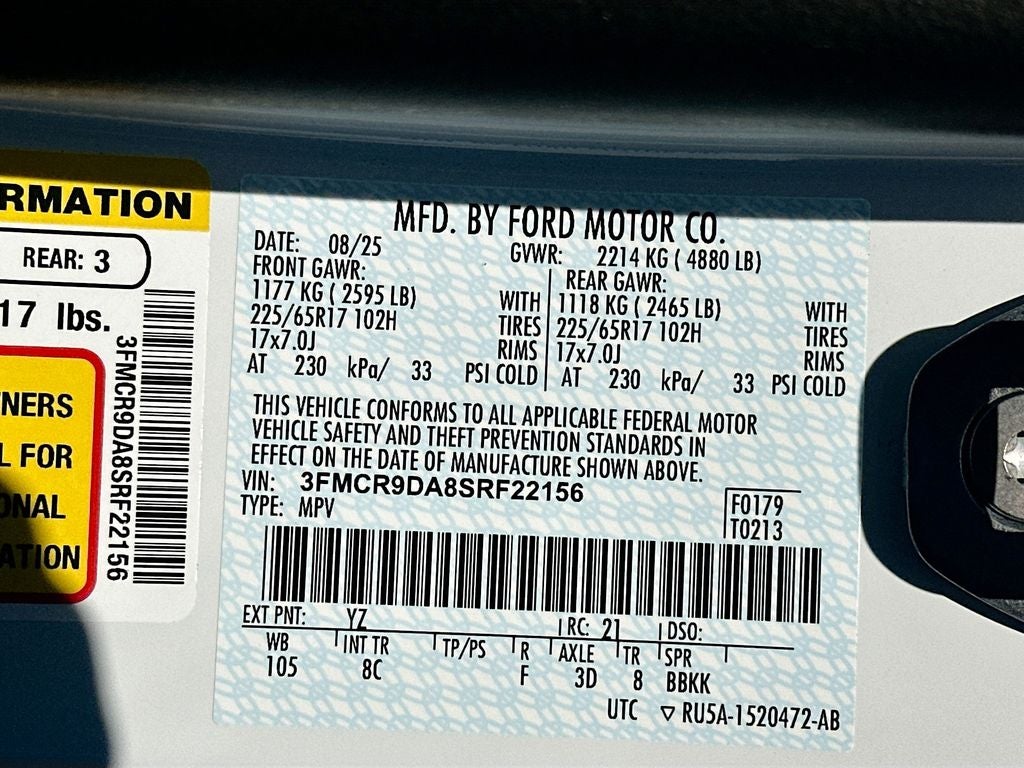 RMATION
REAR: 3
17 lbs.
NERS
L FOR
ONAL
ATION
3FMCR9DA8SRF22156
MFD. BY FORD MOTOR CO.
DATE: 08/25 GVWR: 2214 KG ( 4880 LB)
FRONT GAWR: REAR GAWR:
1177 KG ( 2595 LB) WITH 1118 KG ( 2465 LB) WITH
225/65R17 102H TIRES 225/65R17 102H TIRES
17x7.0J RIMS 17x7.0J RIMS
AT 230 kPa/ 33 PSI COLD AT 230 kPa/ 33 PSI COLD
THIS VEHICLE CONFORMS TO ALL APPLICABLE FEDERAL MOTOR
VEHICLE SAFETY AND THEFT PREVENTION STANDARDS IN
EFFECT ON THE DATE OF MANUFACTURE SHOWN ABOVE.
VIN: 3FMCR9DA8SRF22156 F0179
TYPE: MPV T0213
EXT PNT: YZ RC: 21 DSO:
WB INT TR TP/PS R AXLE TR SPR
105 8C F 3D 8 BBKK
UTC ▽ RU5A-1520472-AB